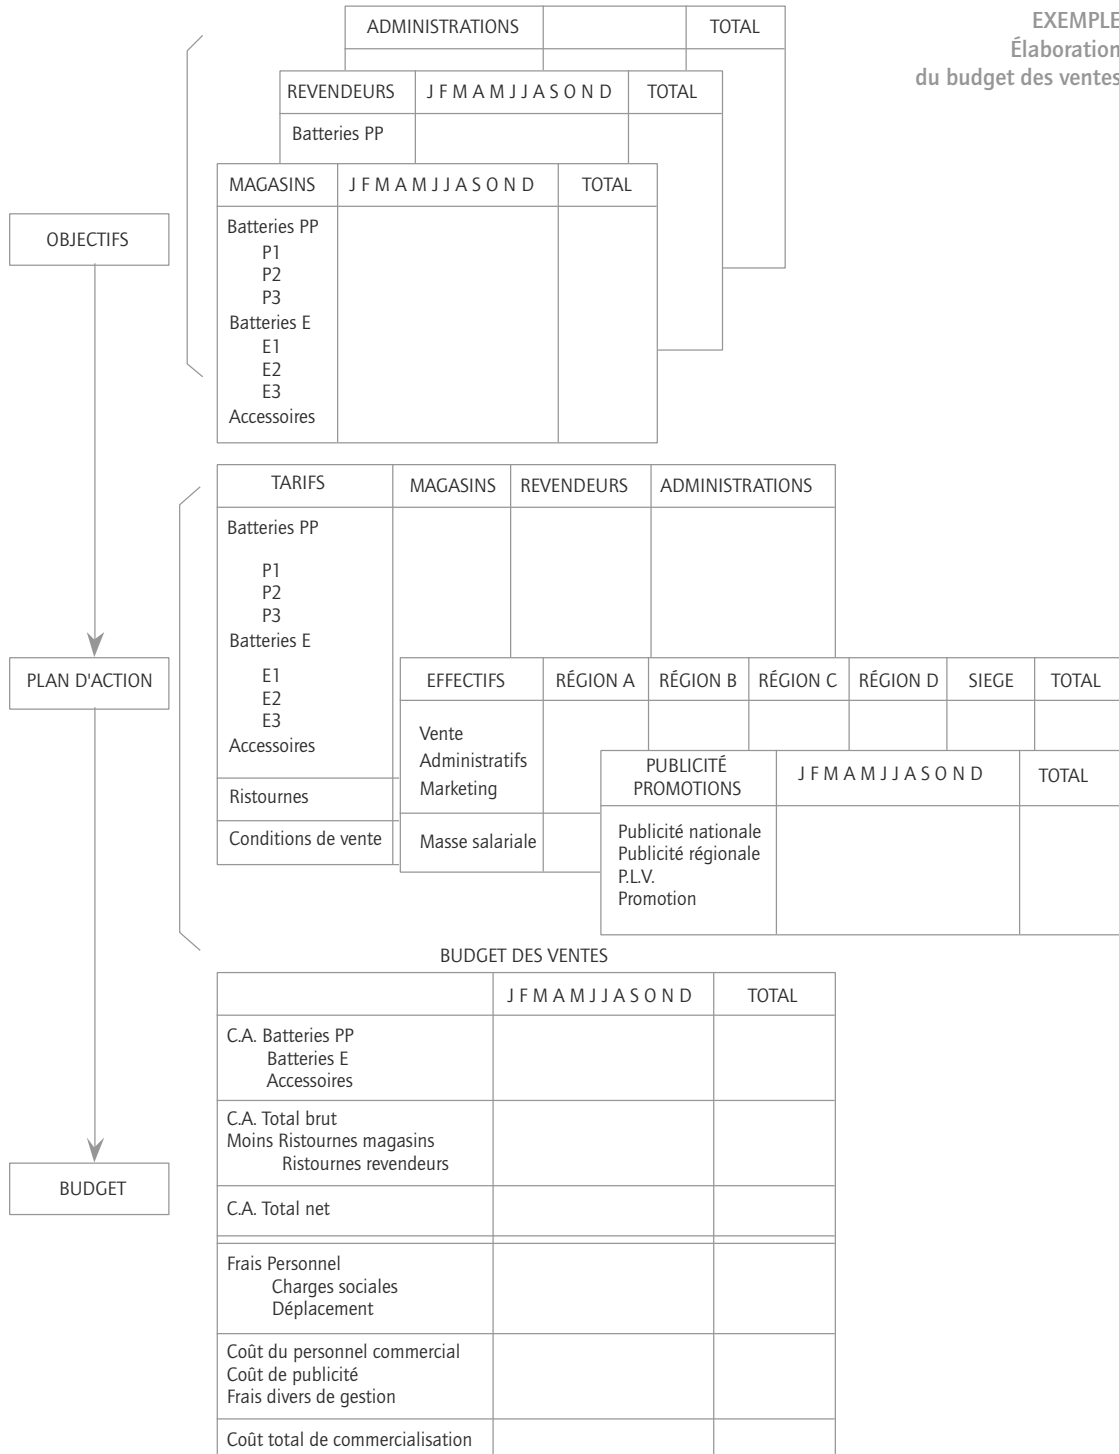 EXEMPLE
Élaboration
du budget des ventes
ADMINISTRATIONS TOTAL
REVENDEURS J F M A M J J A S O N D TOTAL
Batteries PP
MAGASINS J F M A M J J A S O N D TOTAL
Batteries PP
P1
P2
P3
Batteries E
E1
E2
E3
Accessoires
OBJECTIFS
TARIFS MAGASINS REVENDEURS ADMINISTRATIONS
Batteries PP
P1
P2
P3
Batteries E
E1
E2
E3
Accessoires
Ristournes
Conditions de vente
PLAN D'ACTION
EFFECTIFS RÉGION A RÉGION B RÉGION C RÉGION D SIEGE TOTAL
Vente
Administratifs
Marketing
Masse salariale
PUBLICITÉ
PROMOTIONS
J F M A M J J A S O N D TOTAL
Publicité nationale
Publicité régionale
P.L.V.
Promotion
BUDGET DES VENTES
J F M A M J J A S O N D TOTAL
C.A. Batteries PP
Batteries E
Accessoires
C.A. Total brut
Moins Ristournes magasins
Ristournes revendeurs
BUDGET
C.A. Total net
Frais Personnel
Charges sociales
Déplacement
Coût du personnel commercial
Coût de publicité
Frais divers de gestion
Coût total de commercialisation